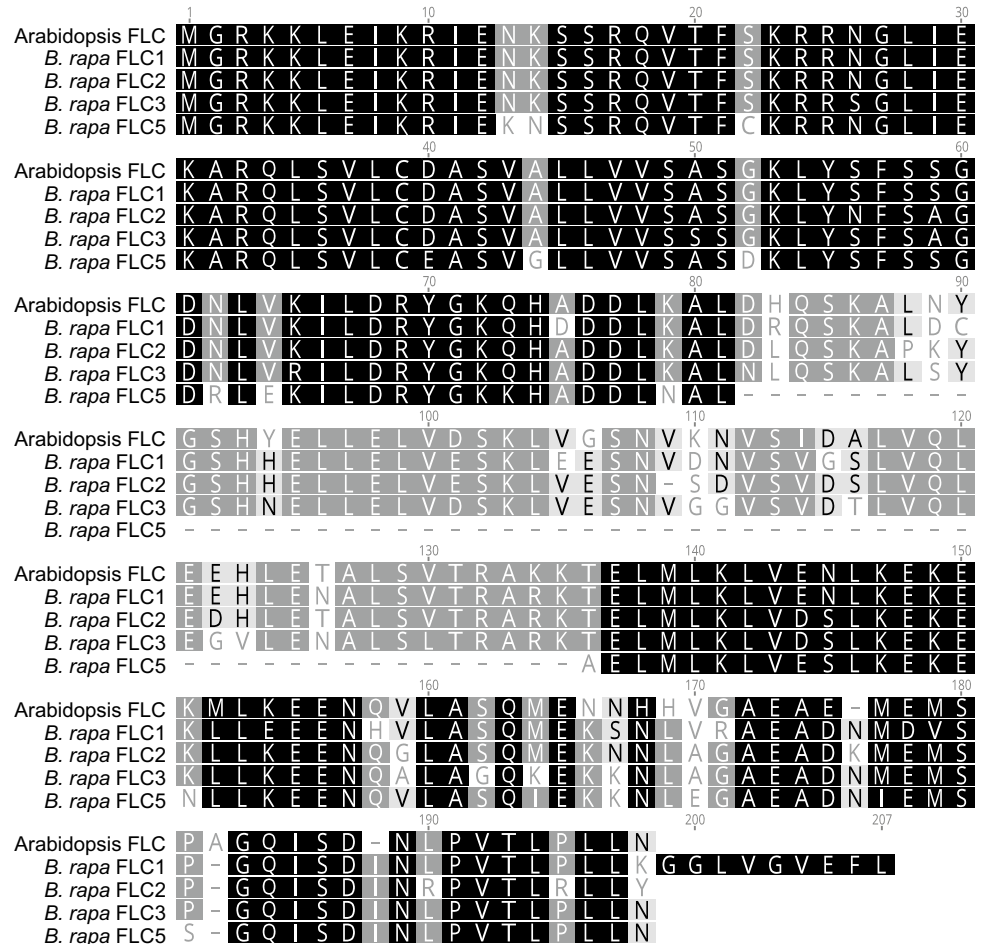 1 10 20 30
Arabidopsis FLC M G R K K L E I K R I E N K S S R Q V T F S K R R N G L I E
B. rapa FLC1 M G R K K L E I K R I E N K S S R Q V T F S K R R N G L I E
B. rapa FLC2 M G R K K L E I K R I E N K S S R Q V T F S K R R N G L I E
B. rapa FLC3 M G R K K L E I K R I E N K S S R Q V T F S K R R S G L I E
B. rapa FLC5 M G R K K L E I K R I E K N S S R Q V T F C K R R N G L I E
40 50 60
Arabidopsis FLC K A R Q L S V L C D A S V A L L V V S A S G K L Y S F S S G
B. rapa FLC1 K A R Q L S V L C D A S V A L L V V S A S G K L Y S F S S G
B. rapa FLC2 K A R Q L S V L C D A S V A L L V V S A S G K L Y N F S A G
B. rapa FLC3 K A R Q L S V L C D A S V A L L V V S S S G K L Y S F S A G
B. rapa FLC5 K A R Q L S V L C E A S V G L L V V S A S D K L Y S F S S G
70 80 90
Arabidopsis FLC D N L V K I L D R Y G K Q H A D D L K A L D H Q S K A L N Y
B. rapa FLC1 D N L V K I L D R Y G K Q H D D D L K A L D R Q S K A L D C
B. rapa FLC2 D N L V K I L D R Y G K Q H A D D L K A L D L Q S K A P K Y
B. rapa FLC3 D N L V R I L D R Y G K Q H A D D L K A L N L Q S K A L S Y
B. rapa FLC5 D R L E K I L D R Y G K K H A D D L N A L - - - - - - - - -
100 110 120
Arabidopsis FLC G S H Y E L L E L V D S K L V G S N V K N V S I D A L V Q L
B. rapa FLC1 G S H H E L L E L V E S K L E E S N V D N V S V G S L V Q L
B. rapa FLC2 G S H H E L L E L V E S K L V E S N - S D V S V D S L V Q L
B. rapa FLC3 G S H N E L L E L V D S K L V E S N V G G V S V D T L V Q L
B. rapa FLC5 - - - - - - - - - - - - - - - - - - - - - - - - - - - - - -
130 140 150
Arabidopsis FLC E E H L E T A L S V T R A K K T E L M L K L V E N L K E K E
B. rapa FLC1 E E H L E N A L S V T R A R K T E L M L K L V E N L K E K E
B. rapa FLC2 E D H L E T A L S V T R A R K T E L M L K L V D S L K E K E
B. rapa FLC3 E G V L E N A L S L T R A R K T E L M L K L V D S L K E K E
B. rapa FLC5 - - - - - - - - - - - - - - - A E L M L K L V E S L K E K E
160 170 180
Arabidopsis FLC K M L K E E N Q V L A S Q M E N N H H V G A E A E - M E M S
B. rapa FLC1 K L L E E E N H V L A S Q M E K S N L V R A E A D N M D V S
B. rapa FLC2 K L L K E E N Q G L A S Q M E K N N L A G A E A D K M E M S
B. rapa FLC3 K L L K E E N Q A L A G Q K E K K N L A G A E A D N M E M S
B. rapa FLC5 N L L K E E N Q V L A S Q I E K K N L E G A E A D N I E M S
190 200 207
Arabidopsis FLC P A G Q I S D - N L P V T L P L L N
B. rapa FLC1 P - G Q I S D I N L P V T L P L L K G G L V G V E F L
B. rapa FLC2 P - G Q I S D I N R P V T L R L L Y
B. rapa FLC3 P - G Q I S D I N L P V T L P L L N
B. rapa FLC5 S - G Q I S D I N L P V T L P L L N